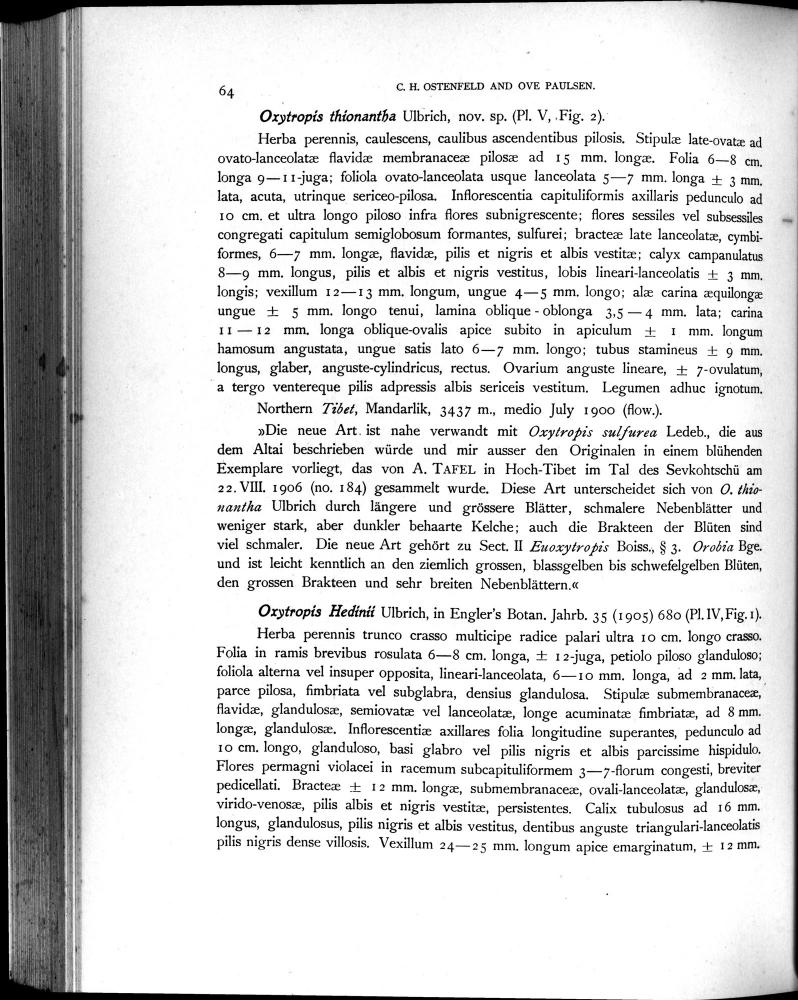 64
C. H. OSTENFELD AND OVE PAULSEN.
Oxytropis thionantha Ulbrich, nov. sp. (Pl. V, Fig. 2).
Herba perennis, caulescens, caulibus ascendentibus pilosis. Stipulæ late-ovatæ ad
ovato-lanceolatæ flavidæ membranaceæ pilosæ ad 15 mm. longæ. Folia 6—8 cm.
longa 9—11-juga; foliola ovato-lanceolata usque lanceolata 5—7 mm. longa ± 3 mm.
lata, acuta, utrinque sericeo-pilosa. Inflorescentia capituliformis axillaris pedunculo ad
10 cm. et ultra longo piloso infra flores subnigrescente; flores sessiles vel subsessiles
congregati capitulum semiglobosum formantes, sulfurei; bracteæ late lanceolatæ, cymbi-
formes, 6—7 mm. longæ, flavidæ, pilis et nigris et albis vestitæ; calyx campanulatus
8—9 mm. longus, pilis et albis et nigris vestitus, lobis lineari-lanceolatis ± 3 mm.
longis; vexillum 12—13 mm. longum, ungue 4—5 mm. longo; alæ carina æquilongæ
ungue ± 5 mm. longo tenui, lamina oblique-oblonga 3,5—4 mm. lata; carina
11—12 mm. longa oblique-ovalis apice subito in apiculum ± 1 mm. longum
hamosum angustata, ungue satis lato 6—7 mm. longo; tubus stamineus ± 9 mm.
longus, glaber, anguste-cylindricus, rectus. Ovarium anguste lineare, ± 7-ovulatum,
a tergo ventereque pilis adpressis albis sericeis vestitum. Legumen adhuc ignotum.
Northern Tibet, Mandarlik, 3437 m., medio July 1900 (flow.).
»Die neue Art ist nahe verwandt mit Oxytropis sulfurea Ledeb., die aus
dem Altai beschrieben würde und mir ausser den Originalen in einem blühenden
Exemplare vorliegt, das von A. TAFEL in Hoch-Tibet im Tal des Sevkohtschü am
22. VIII. 1906 (no. 184) gesammelt wurde. Diese Art unterscheidet sich von O. thio-
nantha Ulbrich durch längere und grössere Blätter, schmalere Nebenblätter und
weniger stark, aber dunkler behaarte Kelche; auch die Brakteen der Blüten sind
viel schmaler. Die neue Art gehört zu Sect. II Euoxytropis Boiss., § 3. Orobia Bge.
und ist leicht kenntlich an den ziemlich grossen, blassgelben bis schwefelgelben Blüten,
den grossen Brakteen und sehr breiten Nebenblättern.«
Oxytropis Hedinii Ulbrich, in Engler's Botan. Jahrb. 35 (1905) 680 (Pl. IV, Fig. 1).
Herba perennis trunco crasso multicipe radice palari ultra 10 cm. longo crasso.
Folia in ramis brevibus rosulata 6—8 cm. longa, ± 12-juga, petiolo piloso glanduloso;
foliola alterna vel insuper opposita, lineari-lanceolata, 6—10 mm. longa, ad 2 mm. lata,
parce pilosa, fimbriata vel subglabra, densius glandulosa. Stipulæ submembranaceæ,
flavidæ, glandulosæ, semiovatæ vel lanceolatæ, longe acuminatæ fimbriatæ, ad 8 mm.
longæ, glandulosæ. Inflorescentiæ axillares folia longitudine superantes, pedunculo ad
10 cm. longo, glanduloso, basi glabro vel pilis nigris et albis parcissime hispidulo.
Flores permagni violacei in racemum subcapituliformem 3—7-florum congesti, breviter
pedicellati. Bracteæ ± 12 mm. longæ, submembranaceæ, ovali-lanceolatæ, glandulosæ,
virido-venosæ, pilis albis et nigris vestitæ, persistentes. Calix tubulosus ad 16 mm.
longus, glandulosus, pilis nigris et albis vestitus, dentibus anguste triangulari-lanceolatis
pilis nigris dense villosis. Vexillum 24—25 mm. longum apice emarginatum, ± 12 mm.